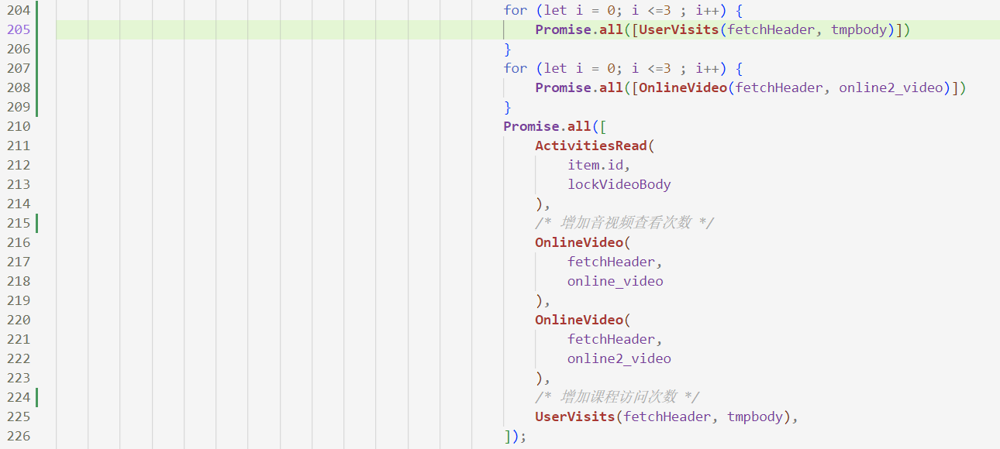 204 for (let i = 0; i <=3 ; i++) {
205 Promise.all([UserVisits(fetchHeader, tmpbody)])
206 }
207 for (let i = 0; i <=3 ; i++) {
208 Promise.all([OnlineVideo(fetchHeader, online2_video)])
209 }
210 Promise.all([
211 ActivitiesRead(
212 item.id,
213 lockVideoBody
214 ),
215 /* 增加音视频查看次数 */
216 OnlineVideo(
217 fetchHeader,
218 online_video
219 ),
220 OnlineVideo(
221 fetchHeader,
222 online2_video
223 ),
224 /* 增加课程访问次数 */
225 UserVisits(fetchHeader, tmpbody),
226 ]);